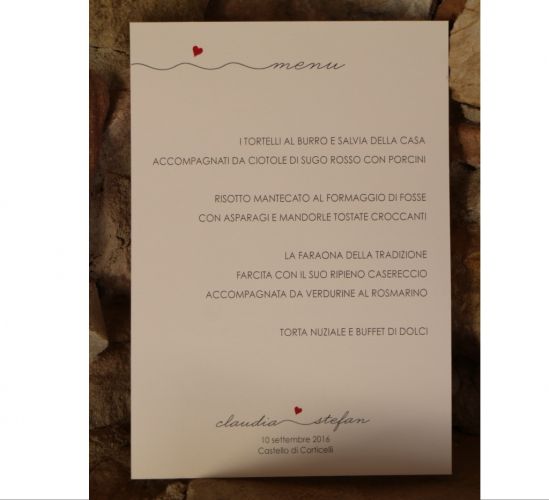 menu
I TORTELLI AL BURRO E SALVIA DELLA CASA
ACCOMPAGNATI DA CIOTOLE DI SUGO ROSSO CON PORCINI
RISOTTO MANTECATO AL FORMAGGIO DI FOSSE
CON ASPARAGI E MANDORLE TOSTATE CROCCANTI
LA FARAONA DELLA TRADIZIONE
FARCITA CON IL SUO RIPIENO CASERECCIO
ACCOMPAGNATA DA VERDURINE AL ROSMARINO
TORTA NUZIALE E BUFFET DI DOLCI
claudia stefan
10 settembre 2016
Castello di Corticelli